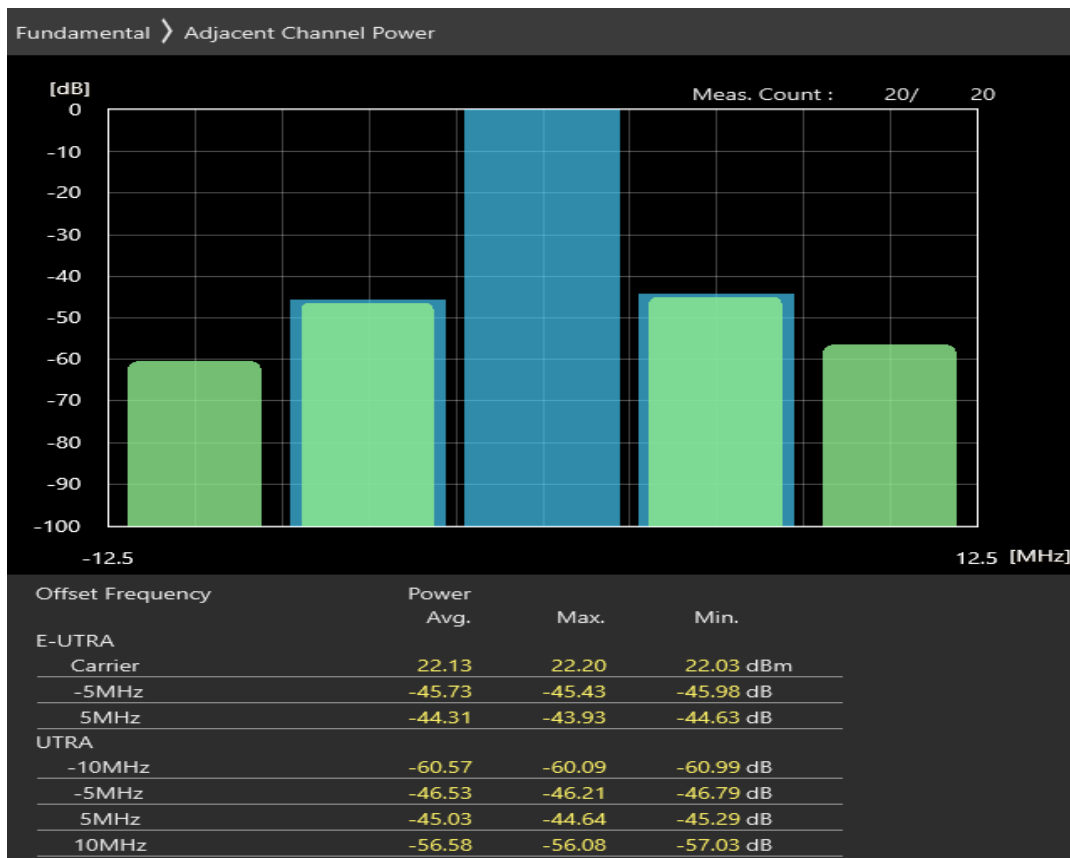 Fundamental 〉 Adjacent Channel Power
[dB]
Meas. Count : 20/ 20
0
-10
-20
-30
-40
-50
-60
-70
-80
-90
-100
-12.5 12.5 [MHz]
Offset Frequency Power
Avg. Max. Min.
E-UTRA
Carrier 22.13 22.20 22.03 dBm
-5MHz -45.73 -45.43 -45.98 dB
5MHz -44.31 -43.93 -44.63 dB
UTRA
-10MHz -60.57 -60.09 -60.99 dB
-5MHz -46.53 -46.21 -46.79 dB
5MHz -45.03 -44.64 -45.29 dB
10MHz -56.58 -56.08 -57.03 dB